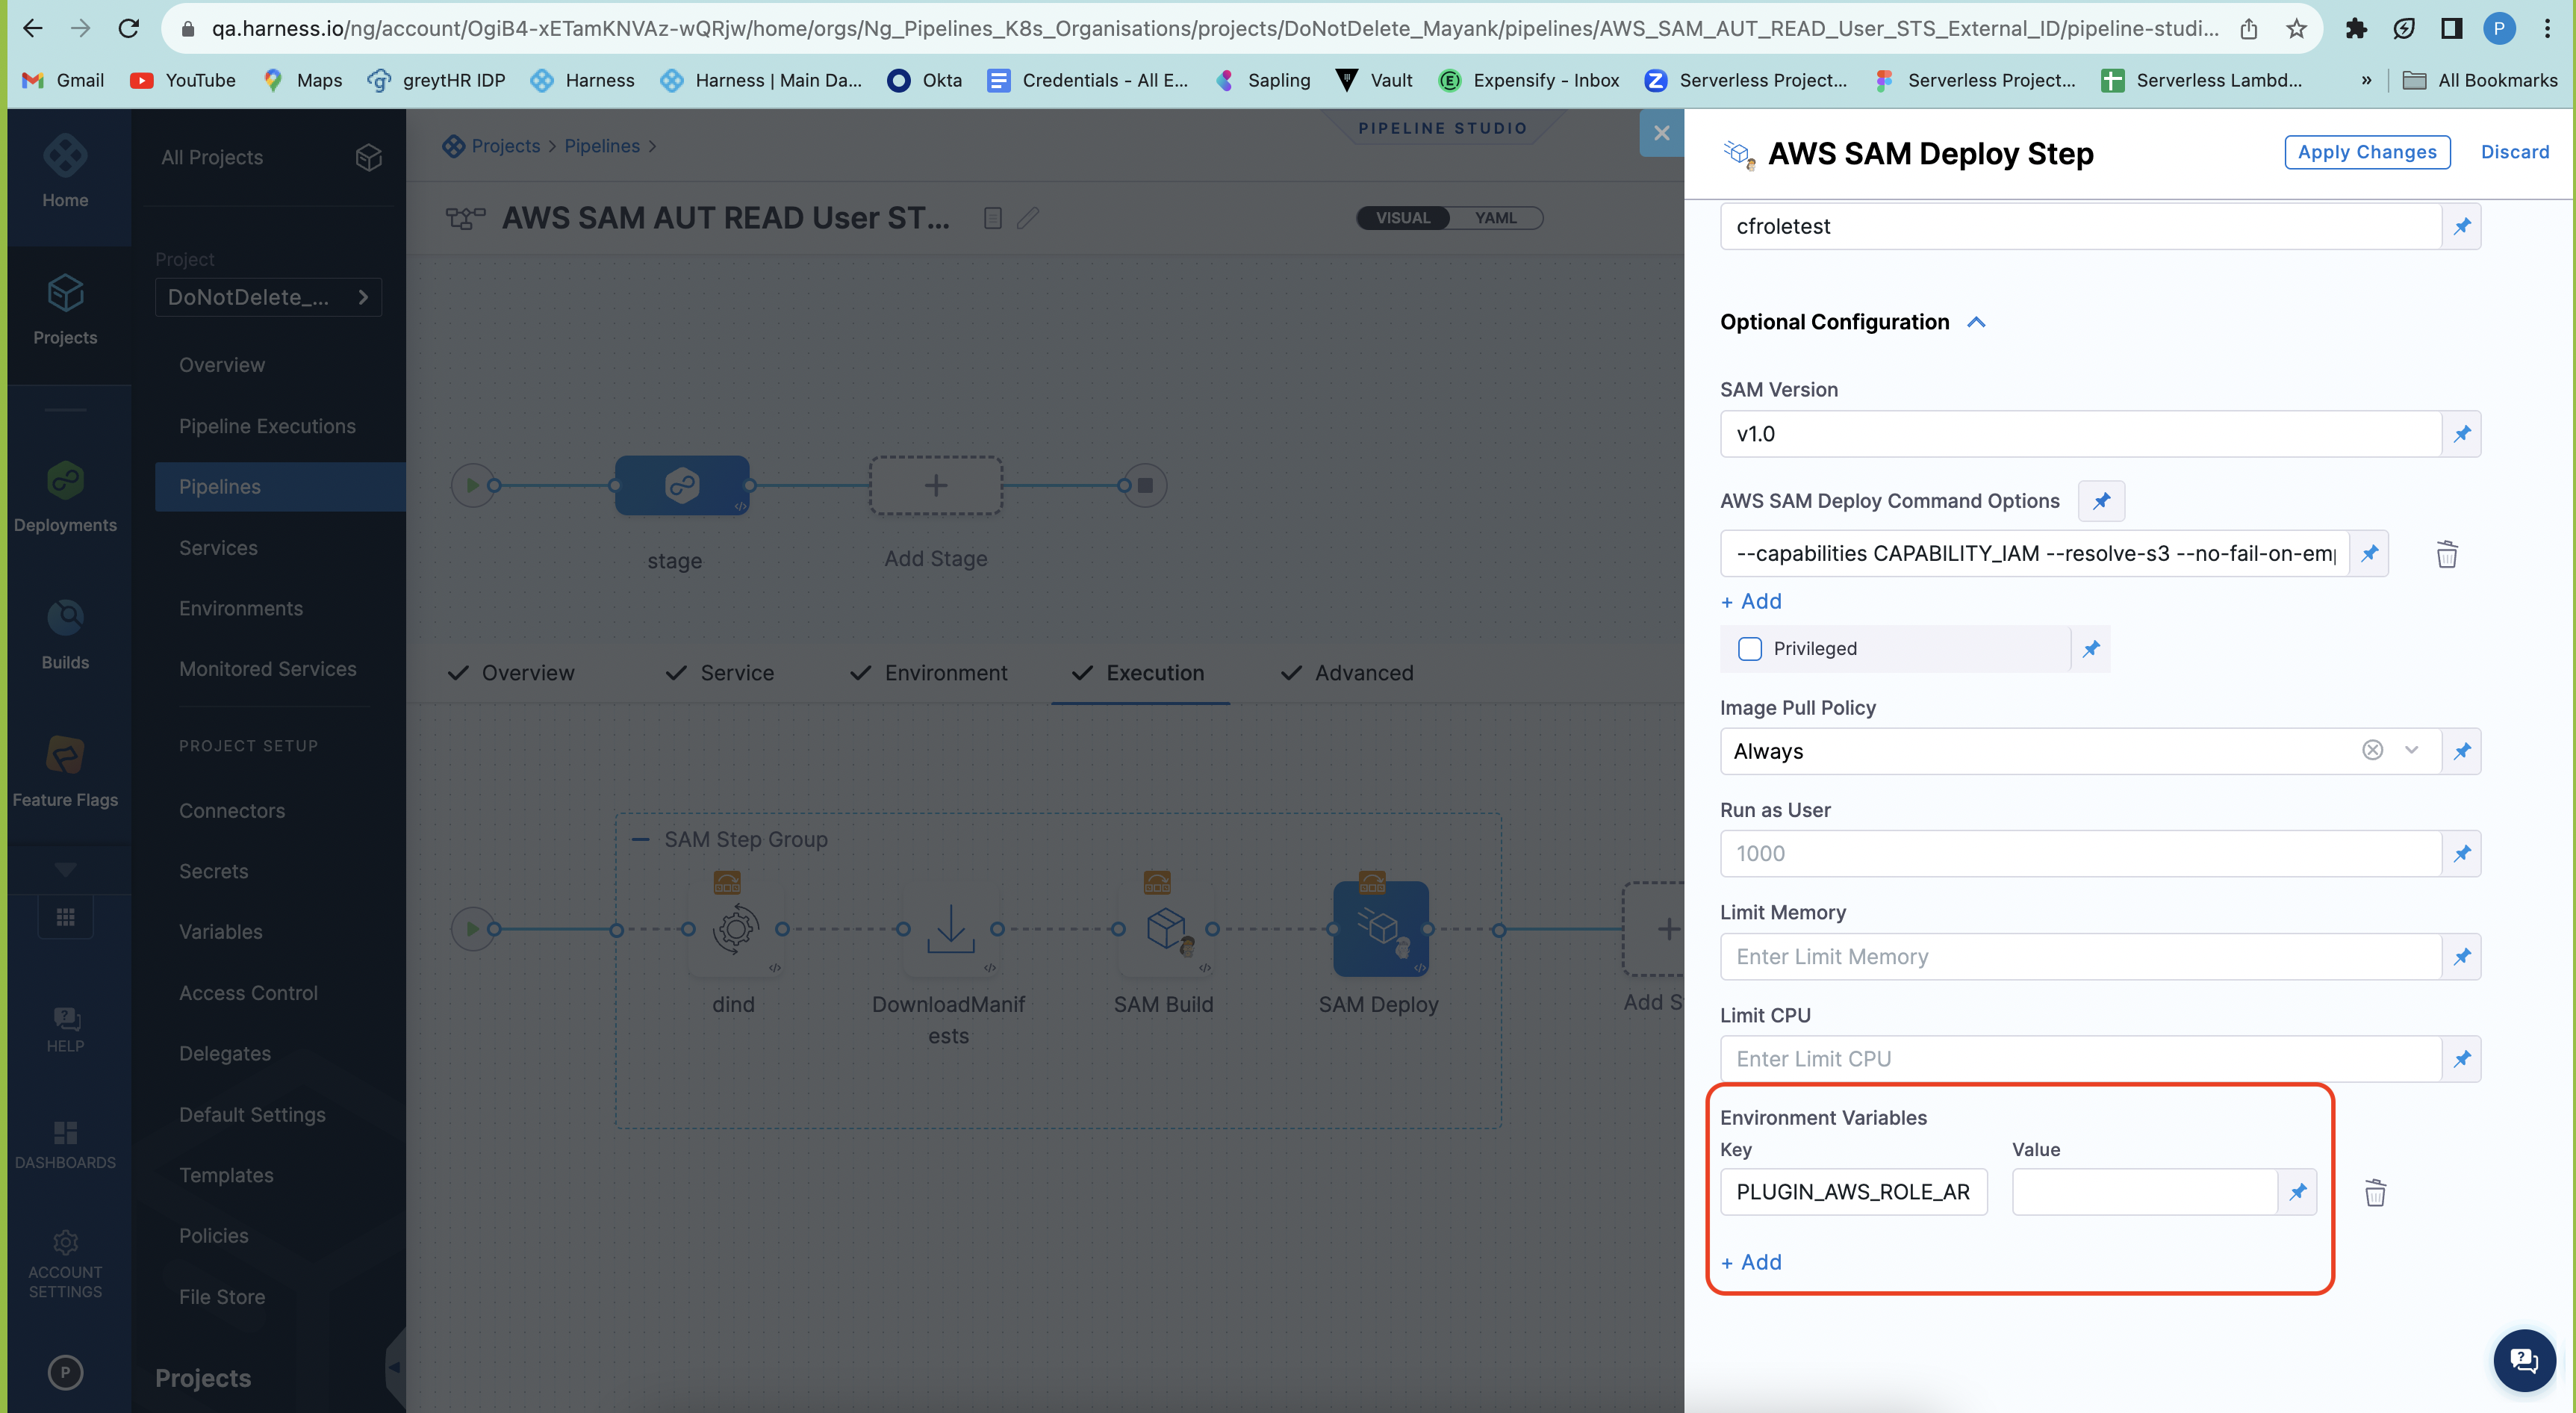 qa.harness.io/ng/account/OgiB4-xETamKNVAz-wQRjw/home/orgs/Ng_Pipelines_K8s_Organisations/projects/DoNotDelete_Mayank/pipelines/AWS_SAM_AUT_READ_User_STS_External_ID/pipeline-studi...
P
Gmail
YouTube
Maps
greytHR IDP
Harness
Harness | Main Da...
Okta
Credentials - All E...
Sapling
Vault
Expensify - Inbox
Serverless Project...
Serverless Project...
Serverless Lambd...
»
All Bookmarks
Home
Projects
Deployments
Builds
Feature Flags
HELP
DASHBOARDS
ACCOUNT
SETTINGS
P
All Projects
Project
DoNotDelete_...
Overview
Pipeline Executions
Pipelines
Services
Environments
Monitored Services
PROJECT SETUP
Connectors
Secrets
Variables
Access Control
Delegates
Default Settings
Templates
Policies
File Store
Projects
Projects > Pipelines >
PIPELINE STUDIO
AWS SAM AUT READ User ST...
VISUAL YAML
stage
Add Stage
Overview
Service
Environment
Execution
Advanced
SAM Step Group
dind
DownloadManif
ests
SAM Build
SAM Deploy
Add S
AWS SAM Deploy Step
Apply Changes
Discard
cfroletest
Optional Configuration
SAM Version
v1.0
AWS SAM Deploy Command Options
--capabilities CAPABILITY_IAM --resolve-s3 --no-fail-on-emp
+ Add
Privileged
Image Pull Policy
Always
Run as User
1000
Limit Memory
Enter Limit Memory
Limit CPU
Enter Limit CPU
Environment Variables
Key Value
PLUGIN_AWS_ROLE_AR
+ Add